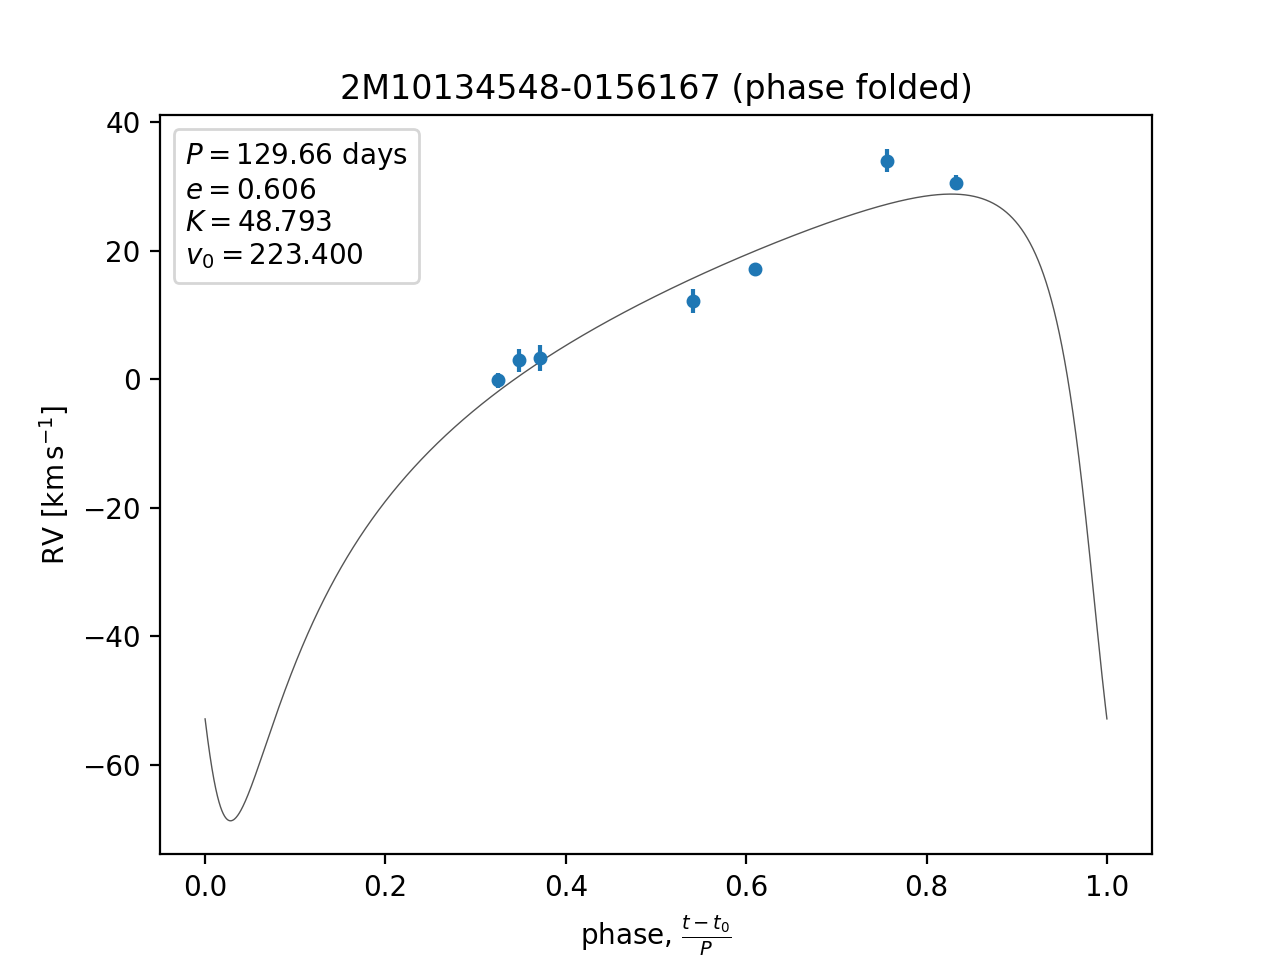 2M10134548-0156167 (phase folded)
P = 129.66 days
e = 0.606
K = 48.793
v₀ = 223.400
40
20
0
−20
−40
−60
RV [km s⁻¹]
0.0 0.2 0.4 0.6 0.8 1.0
phase, (t − t₀)/P